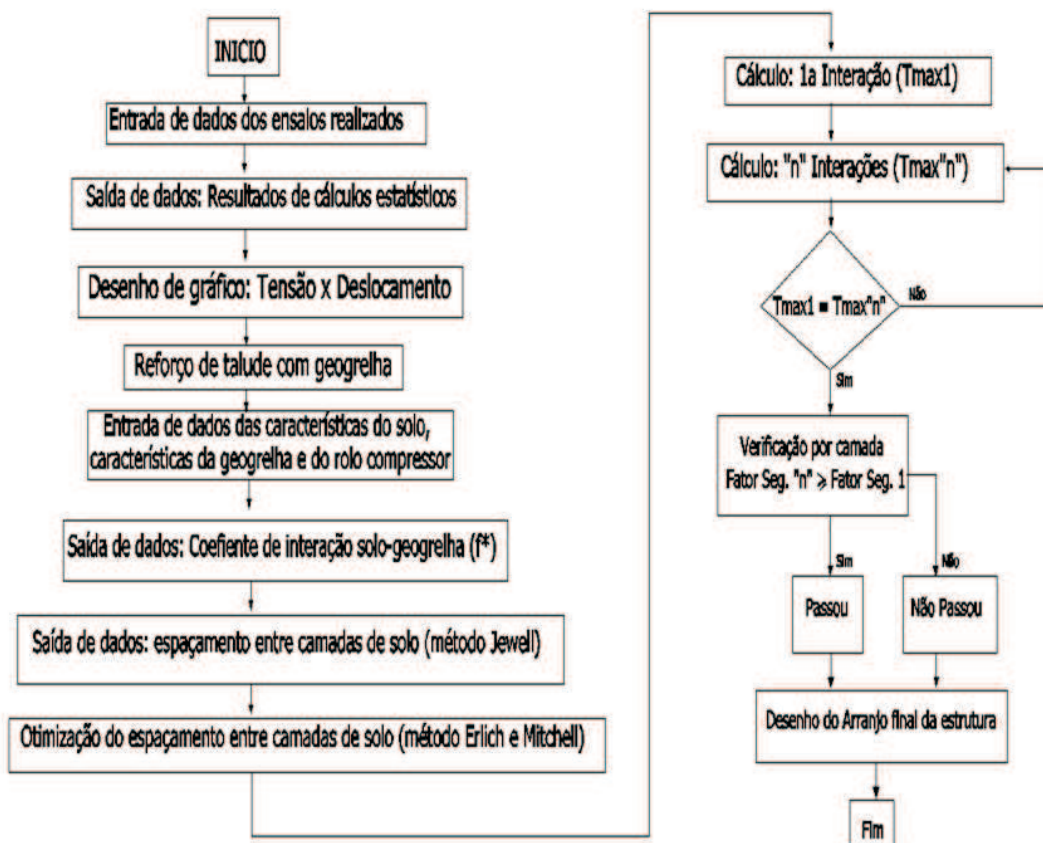 INICIO
Entrada de dados dos ensaios realizados
Saída de dados: Resultados de cálculos estatísticos
Desenho de gráfico: Tensão x Deslocamento
Reforço de talude com geogrelha
Entrada de dados das características do solo,
características da geogrelha e do rolo compressor
Saída de dados: Coefiente de interação solo-geogrelha (f*)
Saída de dados: espaçamento entre camadas de solo (método Jewell)
Otimização do espaçamento entre camadas de solo (método Erlich e Mitchell)
Cálculo: 1a Interação (Tmax1)
Cálculo: "n" Interações (Tmax"n")
Tmax1 = Tmax"n"
Não
Sim
Verificação por camada
Fator Seg. "n" ⩾ Fator Seg. 1
Sim
Não
Passou
Não Passou
Desenho do Arranjo final da estrutura
Fim